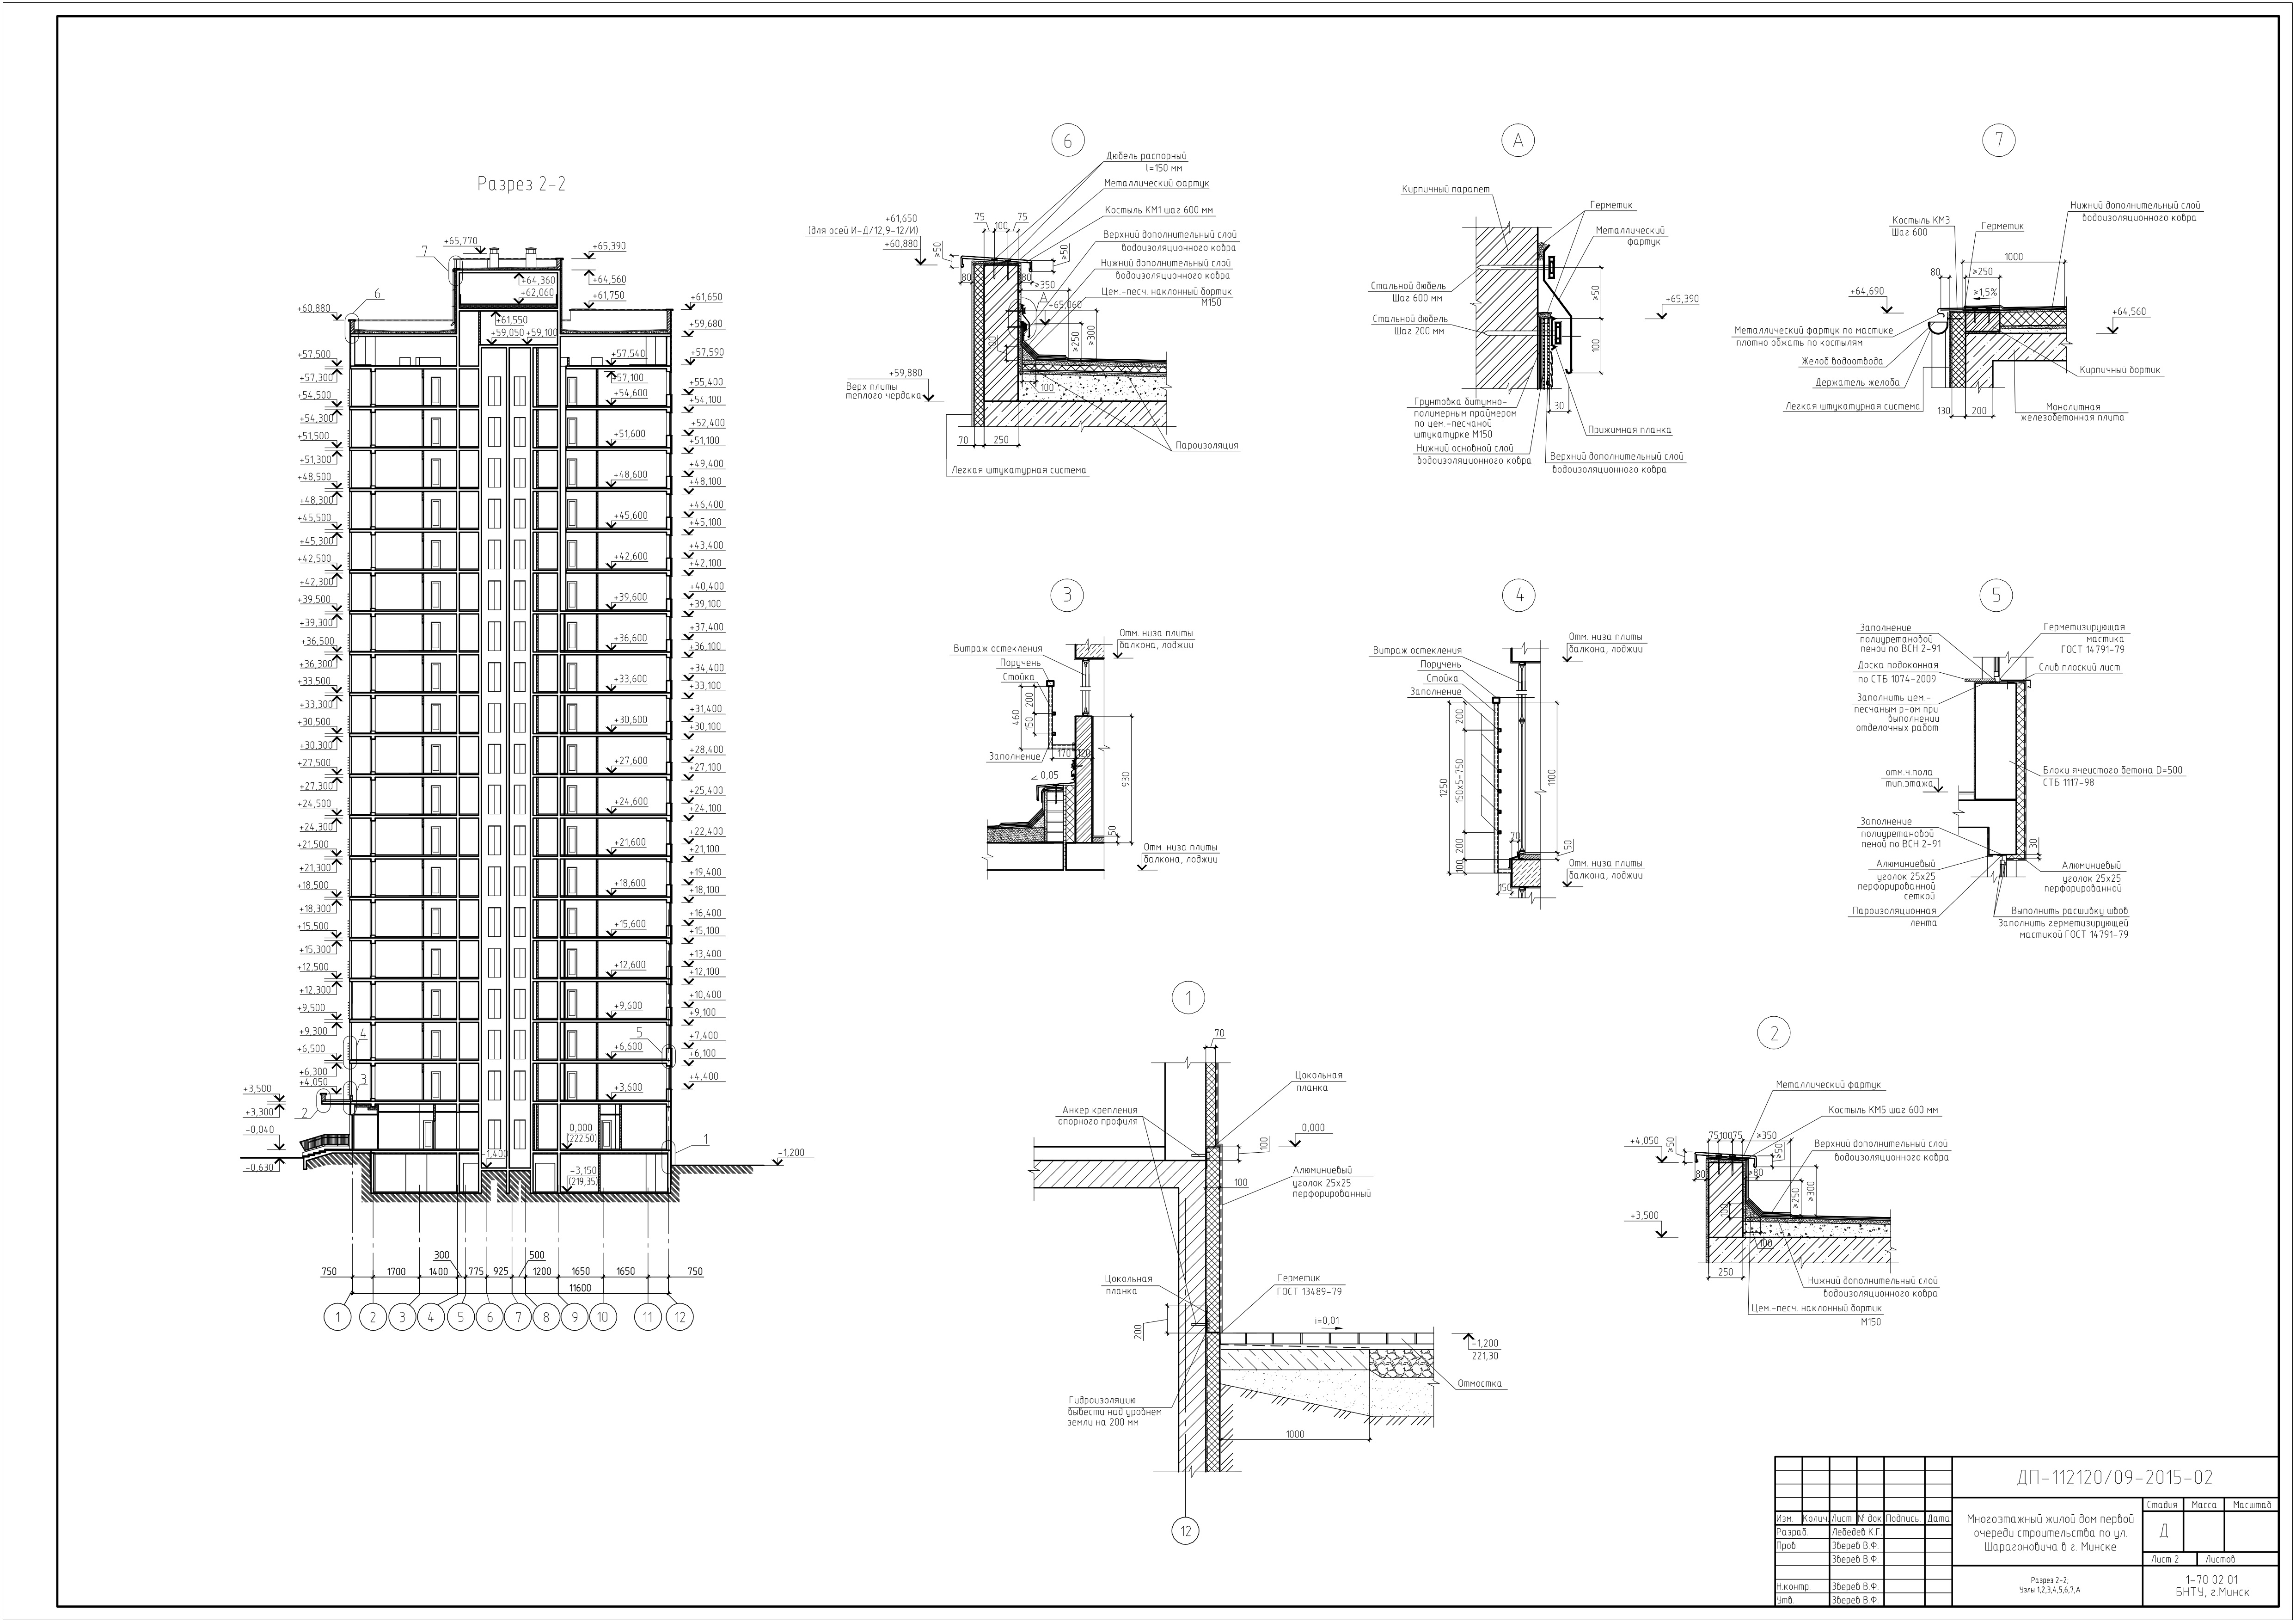 Разрез 2-2
7
+65,770
+65,390
+64,360
+64,560
+62,060
+61,750
6
+60,880
+61,550
+61,650
+59,050
+59,100
+59,680
+57,500
+57,540
+57,590
+57,300
+57,100
+55,400
+54,500
+54,600
+54,100
+54,300
+52,400
+51,500
+51,600
+51,100
+51,300
+49,400
+48,500
+48,600
+48,100
+48,300
+46,400
+45,500
+45,600
+45,100
+45,300
+43,400
+42,500
+42,600
+42,100
+42,300
+40,400
+39,500
+39,600
+39,100
+39,300
+37,400
+36,500
+36,600
+36,100
+36,300
+34,400
+33,500
+33,600
+33,100
+33,300
+31,400
+30,500
+30,600
+30,100
+30,300
+28,400
+27,500
+27,600
+27,100
+27,300
+25,400
+24,500
+24,600
+24,100
+24,300
+22,400
+21,500
+21,600
+21,100
+21,300
+19,400
+18,500
+18,600
+18,100
+18,300
+16,400
+15,500
+15,600
+15,100
+15,300
+13,400
+12,500
+12,600
+12,100
+12,300
+10,400
+9,500
+9,600
+9,100
+9,300
4
5
+7,400
+6,500
+6,600
+6,100
+6,300
3
+4,400
+4,050
+3,500
+3,600
+3,300
2
-0,040
0,000
(222.50)
1
-1,400
-1,200
-0,630
-3,150
(219,35)
300
500
750
1700
1400
775
925
1200
1650
1650
750
11600
1
2
3
4
5
6
7
8
9
10
11
12
6
Дюбель распорный
l=150 мм
Металлический фартук
Костыль КМ1 шаг 600 мм
Верхний дополнительный слой
водоизоляционного ковра
Нижний дополнительный слой
водоизоляционного ковра
Цем.-песч. наклонный бортик
М150
+61,650
(для осей И-Д/12,9-12/И)
+60,880
75
100
75
≥50
≥50
80
80
≥350
А
+65,060
≥250
≥300
100
100
+59,880
Верх плиты
теплого чердака
70
250
Пароизоляция
Легкая штукатурная система
А
Кирпичный парапет
Герметик
Металлический
фартук
Стальной дюбель
Шаг 600 мм
Стальной дюбель
Шаг 200 мм
≥50
100
+65,390
30
Грунтовка битумно-
полимерным праймером
по цем.-песчаной
штукатурке М150
Нижний основной слой
водоизоляционного ковра
Прижимная планка
Верхний дополнительный слой
водоизоляционного ковра
7
Костыль КМ3
Шаг 600
Герметик
Нижний дополнительный слой
водоизоляционного ковра
1000
80
≥250
≥1,5%
+64,690
+64,560
Металлический фартук по мастике
плотно обжать по костылям
Желоб водоотвода
Держатель желоба
Легкая штукатурная система
130
200
Кирпичный бортик
Монолитная
железобетонная плита
3
Витраж остекления
Поручень
Стойка
Отм. низа плиты
балкона, лоджии
460
200
150
Заполнение
170
120
≤ 0,05
930
50
Отм. низа плиты
балкона, лоджии
4
Витраж остекления
Поручень
Стойка
Заполнение
Отм. низа плиты
балкона, лоджии
1250
200
150х5=750
200
100
1100
70
50
150
Отм. низа плиты
балкона, лоджии
5
Заполнение
полиуретановой
пеной по ВСН 2-91
Доска подоконная
по СТБ 1074-2009
Заполнить цем.-
песчаным р-ом при
выполнении
отделочных работ
Герметизирующая
мастика
ГОСТ 14791-79
Слив плоский лист
отм.ч.пола
тип.этажа
Блоки ячеистого бетона D=500
СТБ 1117-98
Заполнение
полиуретановой
пеной по ВСН 2-91
30
Алюминиевый
уголок 25х25
перфорированной
сеткой
Алюминиевый
уголок 25х25
перфорированной
Пароизоляционная
лента
Выполнить расшивку швов
Заполнить герметизирующей
мастикой ГОСТ 14791-79
1
70
Цокольная
планка
Анкер крепления
опорного профиля
0,000
100
100
Алюминиевый
уголок 25х25
перфорированный
Цокольная
планка
Герметик
ГОСТ 13489-79
200
i=0,01
-1,200
221,30
Отмостка
Гидроизоляцию
вывести над уровнем
земли на 200 мм
1000
12
2
Металлический фартук
Костыль КМ5 шаг 600 мм
Верхний дополнительный слой
водоизоляционного ковра
+4,050
≥50
75
100
75
≥350
≥50
80
≥80
≥250
≥300
100
100
+3,500
250
Нижний дополнительный слой
водоизоляционного ковра
Цем.-песч. наклонный бортик
М150
ДП-112120/09-2015-02
Изм. Колич Лист № док. Подпись. Дата
Разраб. Лебедев К.Г.
Пров. Зверев В.Ф.
Зверев В.Ф.
Н.контр. Зверев В.Ф.
Утв. Зверев В.Ф.
Многоэтажный жилой дом первой
очереди строительства по ул.
Шарагоновича в г. Минске
Стадия Масса Масштаб
Д
Лист 2 Листов
Разрез 2-2;
Узлы 1,2,3,4,5,6,7,А
1-70 02 01
БНТУ, г.Минск